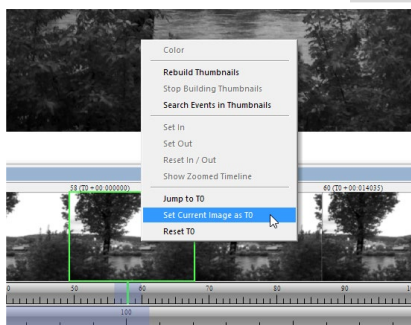 Color
Rebuild Thumbnails
Stop Building Thumbnails
Search Events in Thumbnails
Set In
Set Out
Reset In / Out
Show Zoomed Timeline
58 (T0 + 00:000000)
60 (T0 + 00:014035)
Jump to T0
Set Current Image as T0
Reset T0
0 50 60 70 80 90 1
100